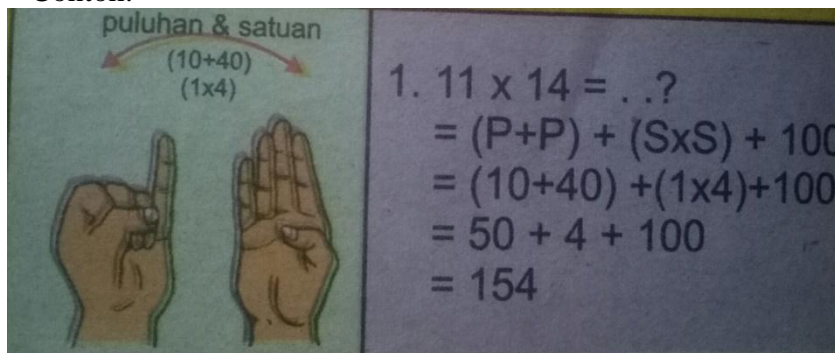 puluhan & satuan
(10+40)
(1x4)
1. 11 x 14 = . .?
= (P+P) + (SxS) + 100
= (10+40) +(1x4)+100
= 50 + 4 + 100
= 154